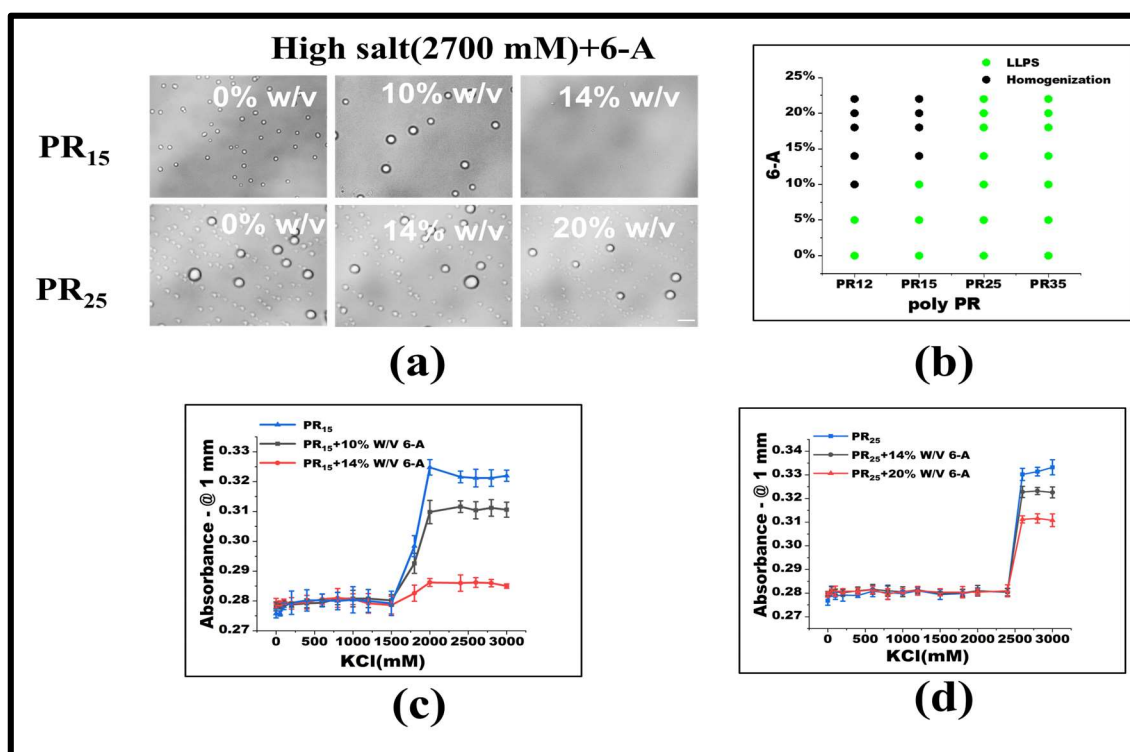 High salt(2700 mM)+6-A
PR15
0% w/v
10% w/v
14% w/v
PR25
0% w/v
14% w/v
20% w/v
(a)
LLPS
Homogenization
6-A
25%
20%
15%
10%
5%
0%
PR12 PR15 PR25 PR35
poly PR
(b)
PR15
PR15+10% W/V 6-A
PR15+14% W/V 6-A
Absorbance - @ 1 mm
0.33
0.32
0.31
0.30
0.29
0.28
0.27
0 500 1000 1500 2000 2500 3000
KCl(mM)
(c)
PR25
PR25+14% W/V 6-A
PR25+20% W/V 6-A
Absorbance - @ 1 mm
0.34
0.33
0.32
0.31
0.30
0.29
0.28
0.27
0 500 1000 1500 2000 2500 3000
KCl(mM)
(d)